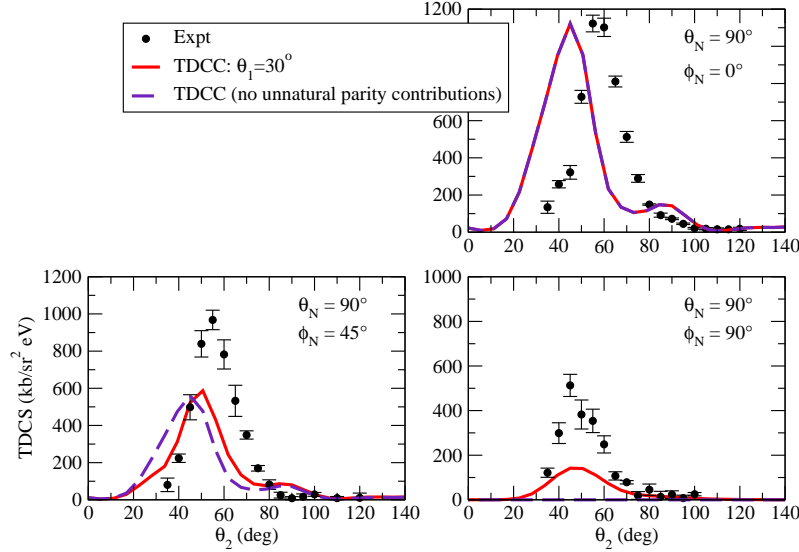 Expt
TDCC: θ1=30°
TDCC (no unnatural parity contributions)
1200
800
400
0
0 20 40 60 80 100 120 140
θN = 90°
ϕN = 0°
1200
1000
800
600
400
200
0
0 20 40 60 80 100 120 140
θN = 90°
ϕN = 45°
TDCS (kb/sr² eV)
θ2 (deg)
1000
800
600
400
200
0
0 20 40 60 80 100 120 140
θN = 90°
ϕN = 90°
θ2 (deg)